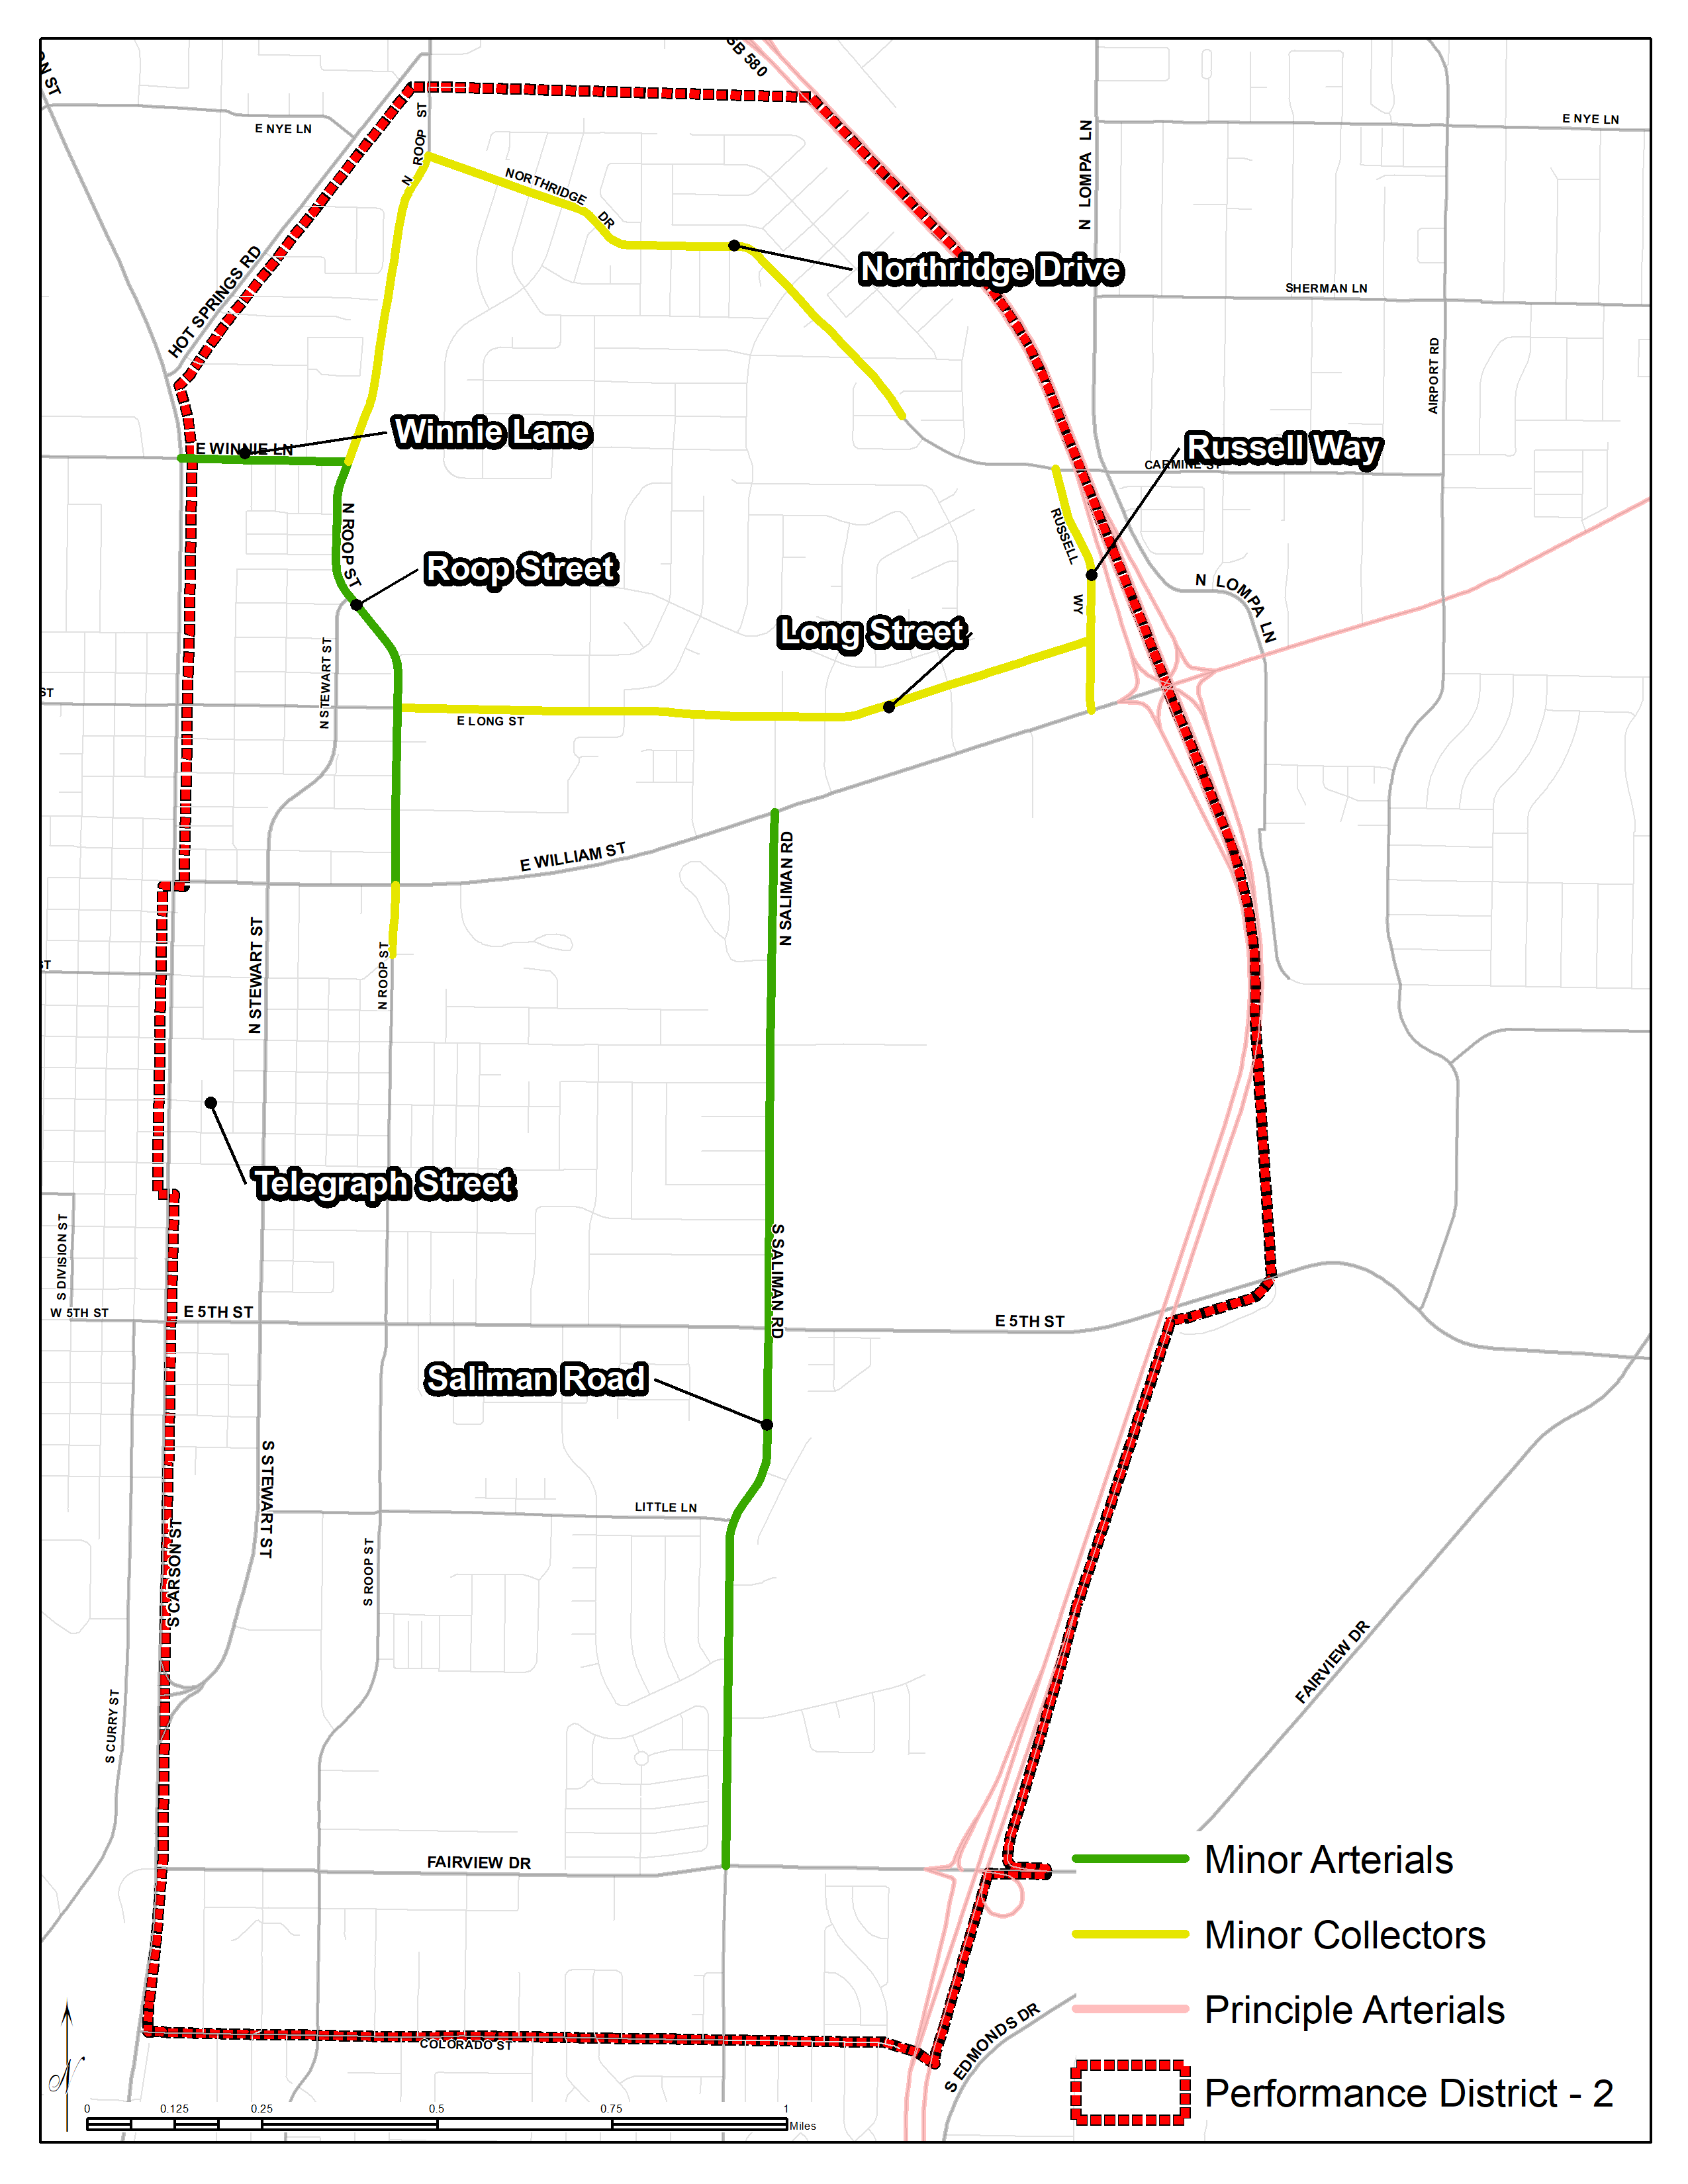 SB 580
N ST
E NYE LN
E NYE LN
N ROOP ST
N LOMPA LN
NORTHRIDGE DR
HOT SPRINGS RD
Northridge Drive
SHERMAN LN
AIRPORT RD
Winnie Lane
E WINNIE LN
Russell Way
CARMINE ST
N ROOP ST
RUSSELL WY
Roop Street
N LOMPA LN
Long Street
N STEWART ST
ST
E LONG ST
E WILLIAM ST
N SALIMAN RD
N STEWART ST
N ROOP ST
ST
Telegraph Street
S DIVISION ST
S SALIMAN RD
W 5TH ST
E 5TH ST
E 5TH ST
Saliman Road
S STEWART ST
LITTLE LN
S CARSON ST
S ROOP ST
S CURRY ST
FAIRVIEW DR
FAIRVIEW DR
Minor Arterials
Minor Collectors
Principle Arterials
Performance District - 2
S EDMONDS DR
COLORADO ST
N
0 0.125 0.25 0.5 0.75 1
Miles